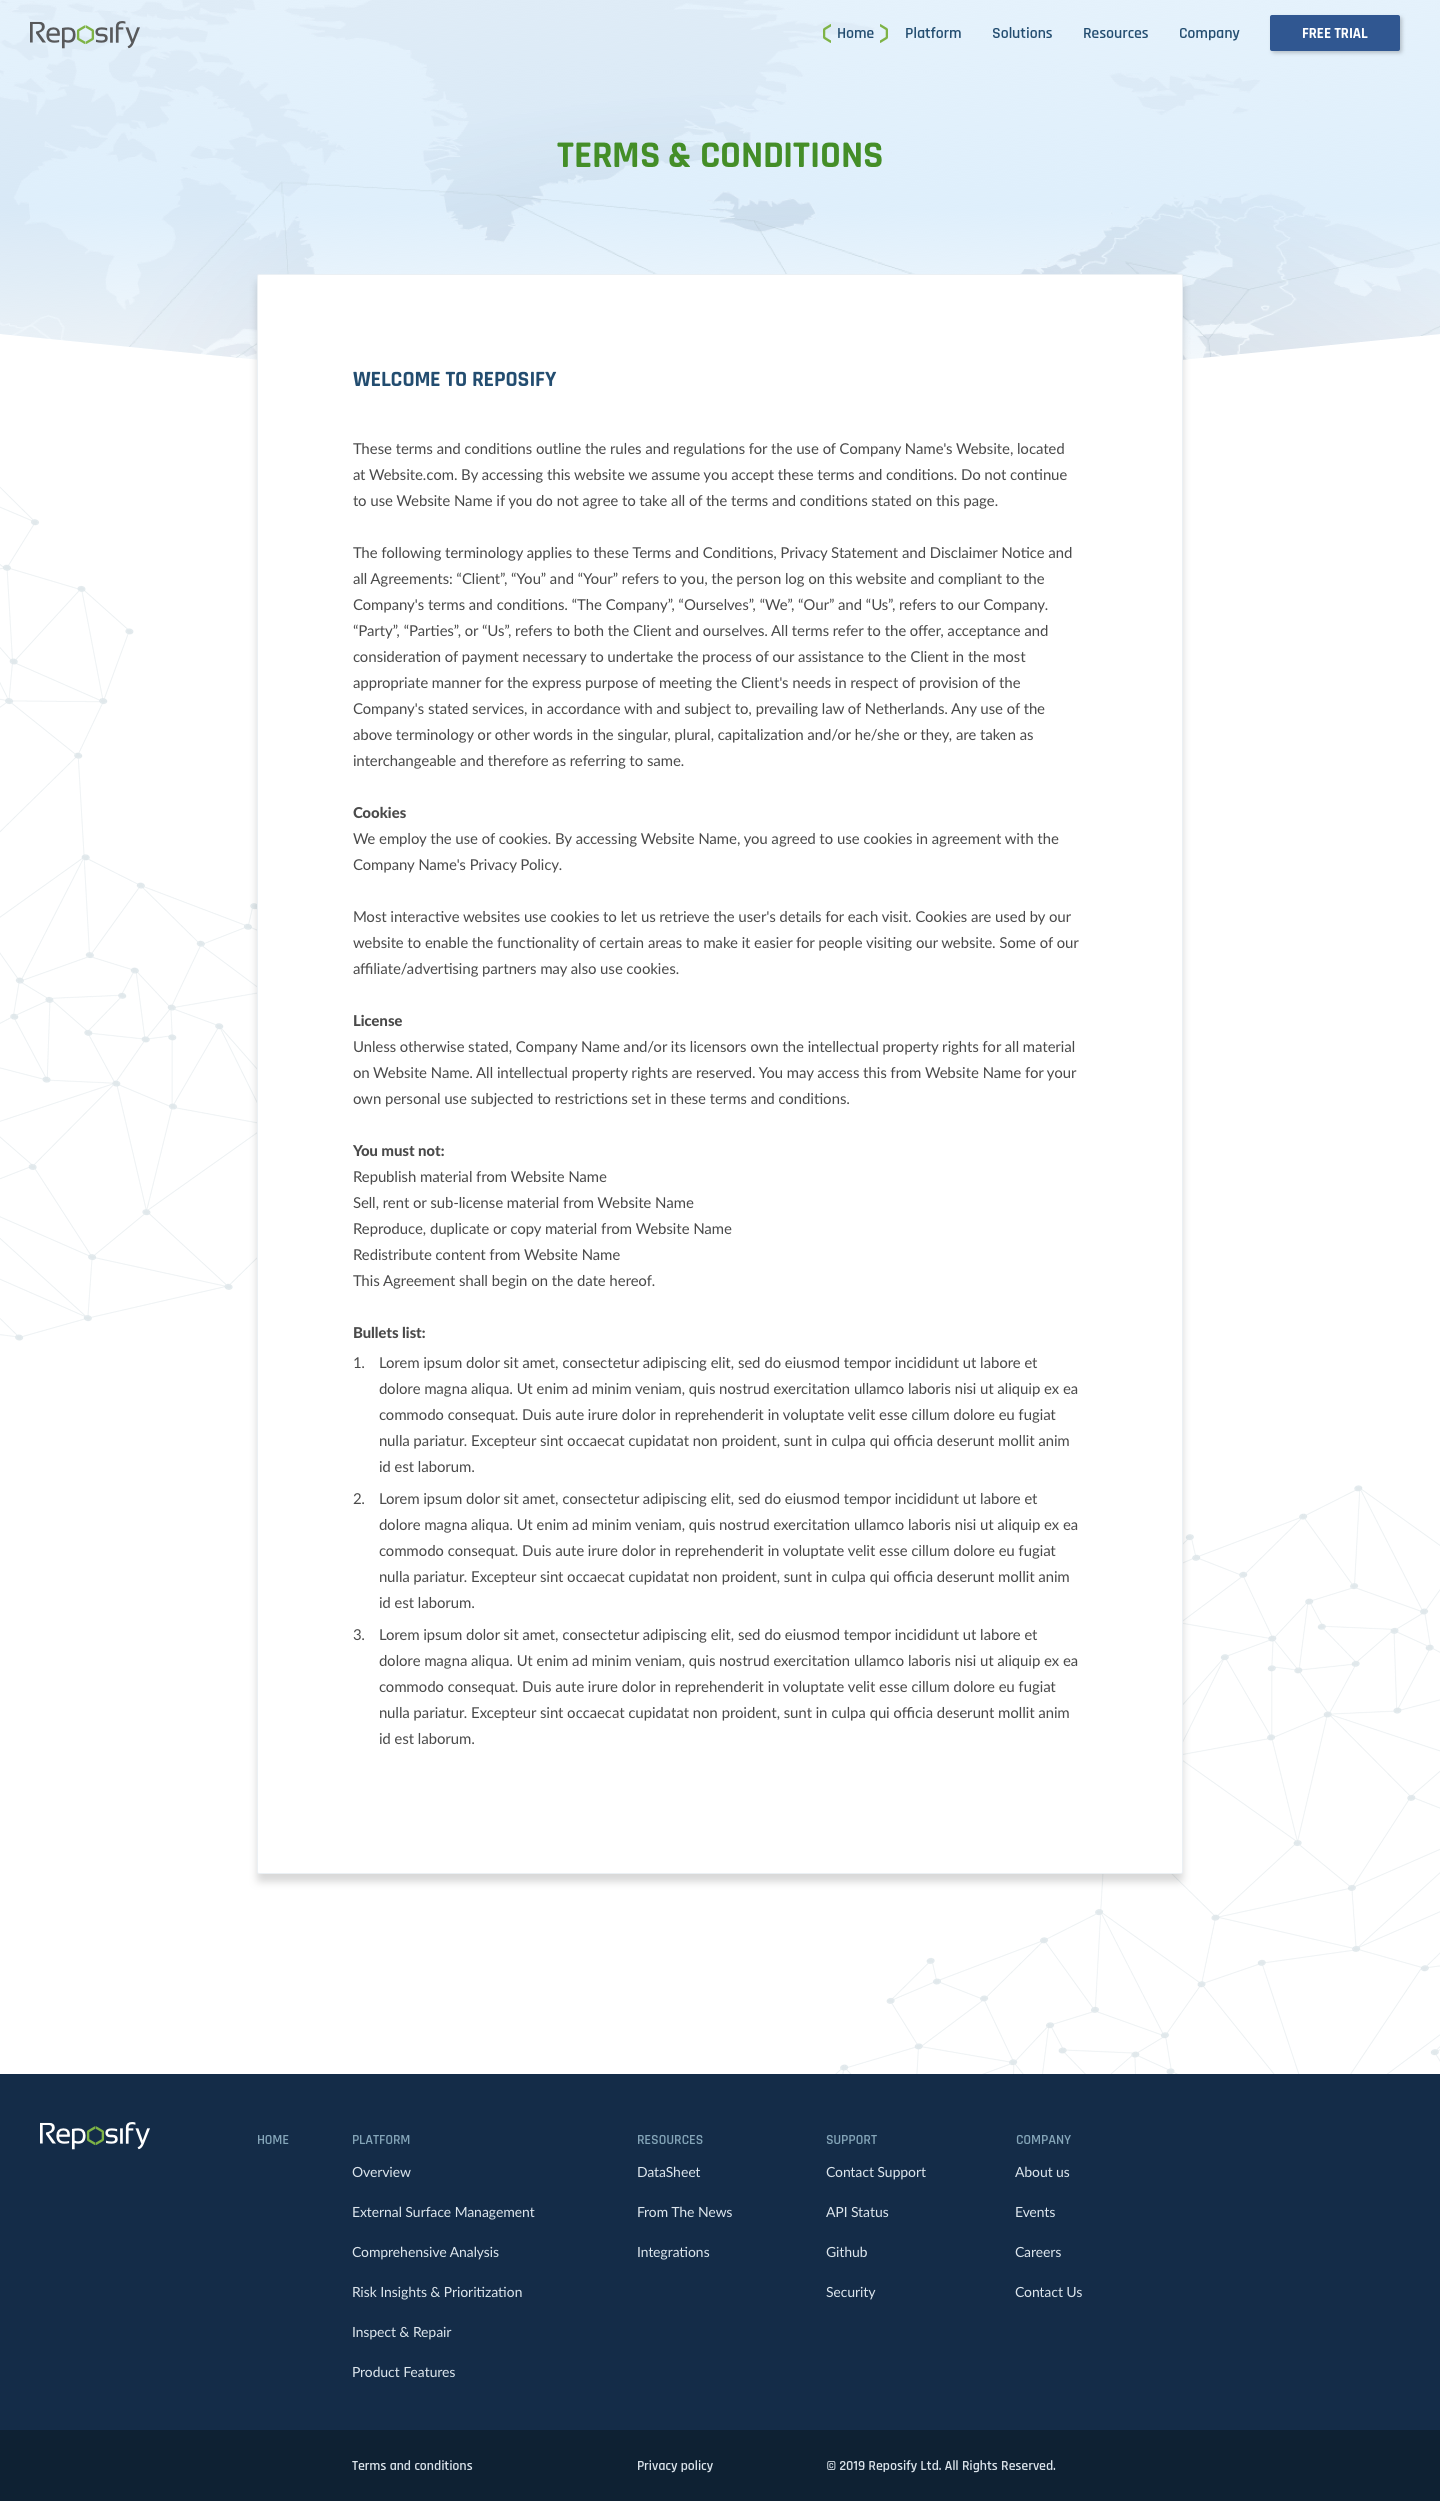 Reposify
Home Platform Solutions Resources Company FREE TRIAL
TERMS & CONDITIONS
WELCOME TO REPOSIFY
These terms and conditions outline the rules and regulations for the use of Company Name's Website, located
at Website.com. By accessing this website we assume you accept these terms and conditions. Do not continue
to use Website Name if you do not agree to take all of the terms and conditions stated on this page.
The following terminology applies to these Terms and Conditions, Privacy Statement and Disclaimer Notice and
all Agreements: “Client”, “You” and “Your” refers to you, the person log on this website and compliant to the
Company's terms and conditions. “The Company”, “Ourselves”, “We”, “Our” and “Us”, refers to our Company.
“Party”, “Parties”, or “Us”, refers to both the Client and ourselves. All terms refer to the offer, acceptance and
consideration of payment necessary to undertake the process of our assistance to the Client in the most
appropriate manner for the express purpose of meeting the Client's needs in respect of provision of the
Company's stated services, in accordance with and subject to, prevailing law of Netherlands. Any use of the
above terminology or other words in the singular, plural, capitalization and/or he/she or they, are taken as
interchangeable and therefore as referring to same.
Cookies
We employ the use of cookies. By accessing Website Name, you agreed to use cookies in agreement with the
Company Name's Privacy Policy.
Most interactive websites use cookies to let us retrieve the user's details for each visit. Cookies are used by our
website to enable the functionality of certain areas to make it easier for people visiting our website. Some of our
affiliate/advertising partners may also use cookies.
License
Unless otherwise stated, Company Name and/or its licensors own the intellectual property rights for all material
on Website Name. All intellectual property rights are reserved. You may access this from Website Name for your
own personal use subjected to restrictions set in these terms and conditions.
You must not:
Republish material from Website Name
Sell, rent or sub-license material from Website Name
Reproduce, duplicate or copy material from Website Name
Redistribute content from Website Name
This Agreement shall begin on the date hereof.
Bullets list:
1. Lorem ipsum dolor sit amet, consectetur adipiscing elit, sed do eiusmod tempor incididunt ut labore et
dolore magna aliqua. Ut enim ad minim veniam, quis nostrud exercitation ullamco laboris nisi ut aliquip ex ea
commodo consequat. Duis aute irure dolor in reprehenderit in voluptate velit esse cillum dolore eu fugiat
nulla pariatur. Excepteur sint occaecat cupidatat non proident, sunt in culpa qui officia deserunt mollit anim
id est laborum.
2. Lorem ipsum dolor sit amet, consectetur adipiscing elit, sed do eiusmod tempor incididunt ut labore et
dolore magna aliqua. Ut enim ad minim veniam, quis nostrud exercitation ullamco laboris nisi ut aliquip ex ea
commodo consequat. Duis aute irure dolor in reprehenderit in voluptate velit esse cillum dolore eu fugiat
nulla pariatur. Excepteur sint occaecat cupidatat non proident, sunt in culpa qui officia deserunt mollit anim
id est laborum.
3. Lorem ipsum dolor sit amet, consectetur adipiscing elit, sed do eiusmod tempor incididunt ut labore et
dolore magna aliqua. Ut enim ad minim veniam, quis nostrud exercitation ullamco laboris nisi ut aliquip ex ea
commodo consequat. Duis aute irure dolor in reprehenderit in voluptate velit esse cillum dolore eu fugiat
nulla pariatur. Excepteur sint occaecat cupidatat non proident, sunt in culpa qui officia deserunt mollit anim
id est laborum.
Reposify
HOME
PLATFORM
Overview
External Surface Management
Comprehensive Analysis
Risk Insights & Prioritization
Inspect & Repair
Product Features
RESOURCES
DataSheet
From The News
Integrations
SUPPORT
Contact Support
API Status
Github
Security
COMPANY
About us
Events
Careers
Contact Us
Terms and conditions Privacy policy © 2019 Reposify Ltd. All Rights Reserved.